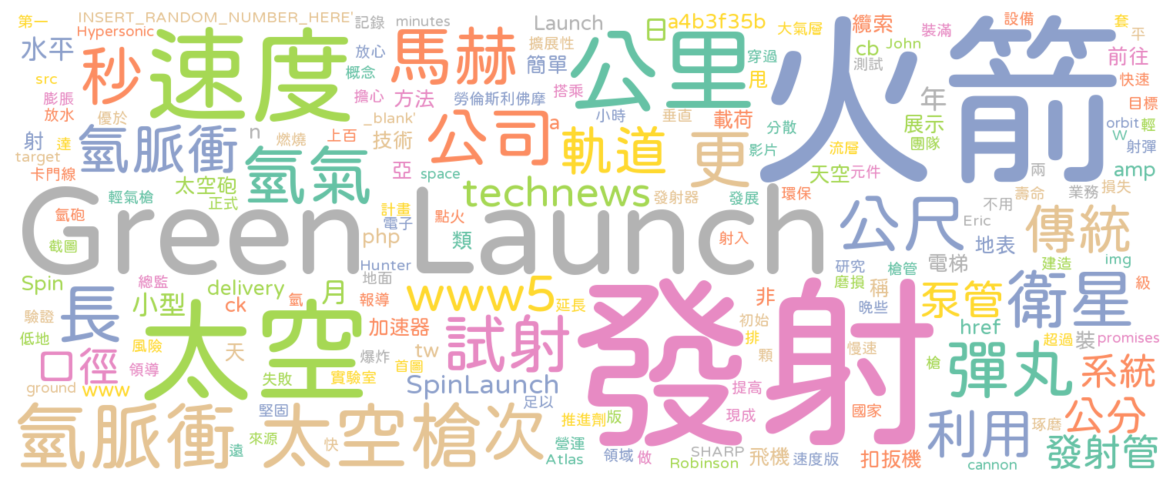 第一 INSERT_RANDOM_NUMBER_HERE' 記錄 minutes Launch 日 a4b3f35b 大氣層 纜索 設備 套
水平 Hypersonic 秒 速度 放心 馬赫 擴展性 公里 cb John 裝滿 平
簡單 穿過 測試 火箭 前往
src 概念 搭乘 甩 快速
膨脹 擔心 方法 勞倫斯利佛摩 年 目標
放水 優於 _blank' 小時 垂直 載荷 展示 orbit 輕
射 達 氫脈衝 n 燃燒 上百 技術 公司 a 軌道 更 分散 團隊 W 射彈
target 氫氣 亞 space 影片 流層
卡門線 太空砲 technews 天空 元件 amp
輕氣槍 正式 發射器 發展 環保 兩 壽命 業務 損失
氫砲 計畫 點火 不用
Green Launch 公尺 Eric 傳統
截圖 電子 php 類 射入 地表
Hunter 地面 電梯 建造 img
Spin 總監 研究 槍管
長 小型 delivery 月 氫 報導 www5 延長 磨損 非 稱 泵管 衛星 級
驗證 ck 晚些
低地 風險 太空 加速器 試射 初始 發射 href 超過 promises
天 爆炸 tw 排 裝
口徑 領導 首圖 顆 慢速 彈丸 系統
ground www 失敗 實驗室 SpinLaunch 槍
堅固 足以 提高
氫脈衝 太空槍次 推進劑 版 現成 國家 利用 琢磨 公分
遠 來源 快 營運 領域 做 SHARP 飛機 速度版 扣扳機 發射管
Atlas Robinson cannon